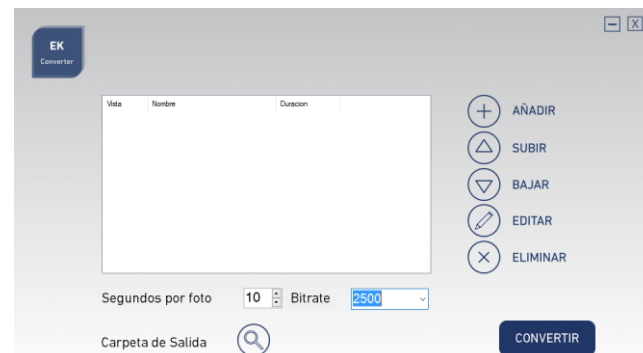 EK
Converter
Vista Nombre Duracion
AÑADIR
SUBIR
BAJAR
EDITAR
ELIMINAR
Segundos por foto 10 Bitrate 2500
Carpeta de Salida
CONVERTIR